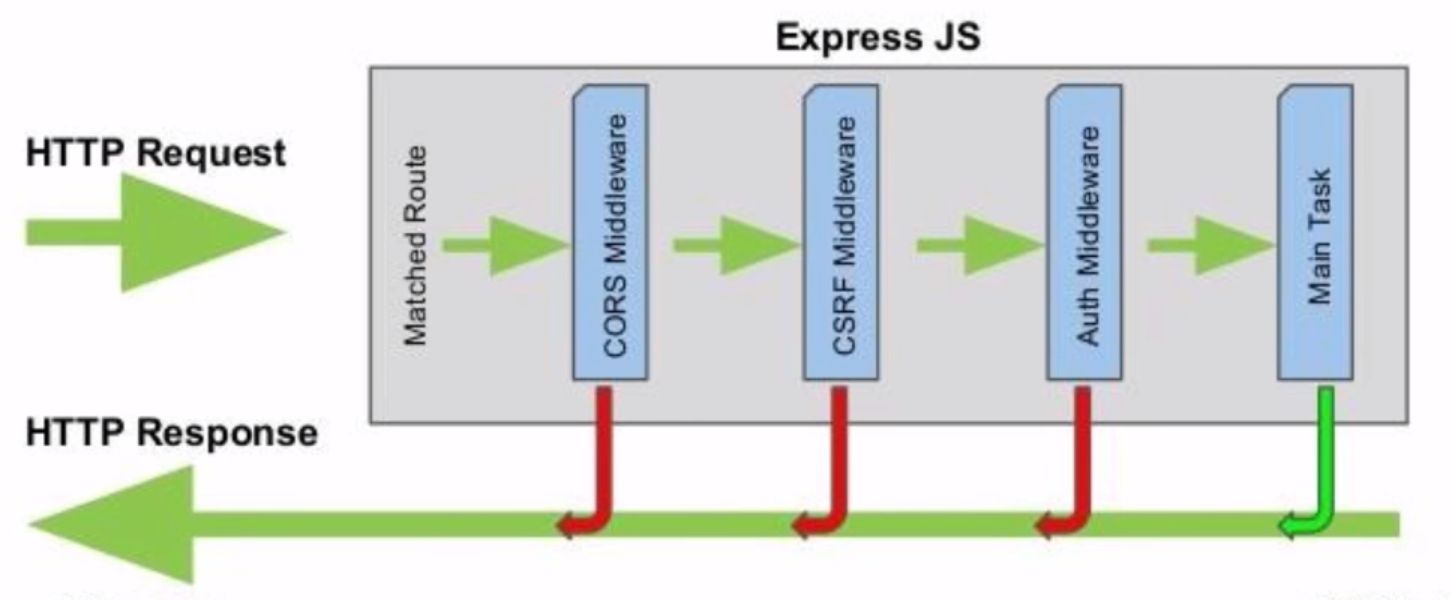 Express JS
HTTP Request
Matched Route
CORS Middleware
CSRF Middleware
Auth Middleware
Main Task
HTTP Response